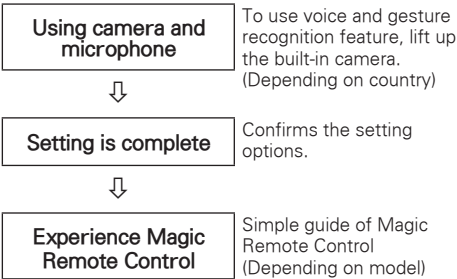 Using camera and
microphone
To use voice and gesture
recognition feature, lift up
the built-in camera.
(Depending on country)
Setting is complete
Confirms the setting
options.
Experience Magic
Remote Control
Simple guide of Magic
Remote Control
(Depending on model)